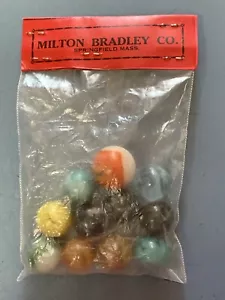 MILTON BRADLEY CO.
SPRINGFIELD, MASS.